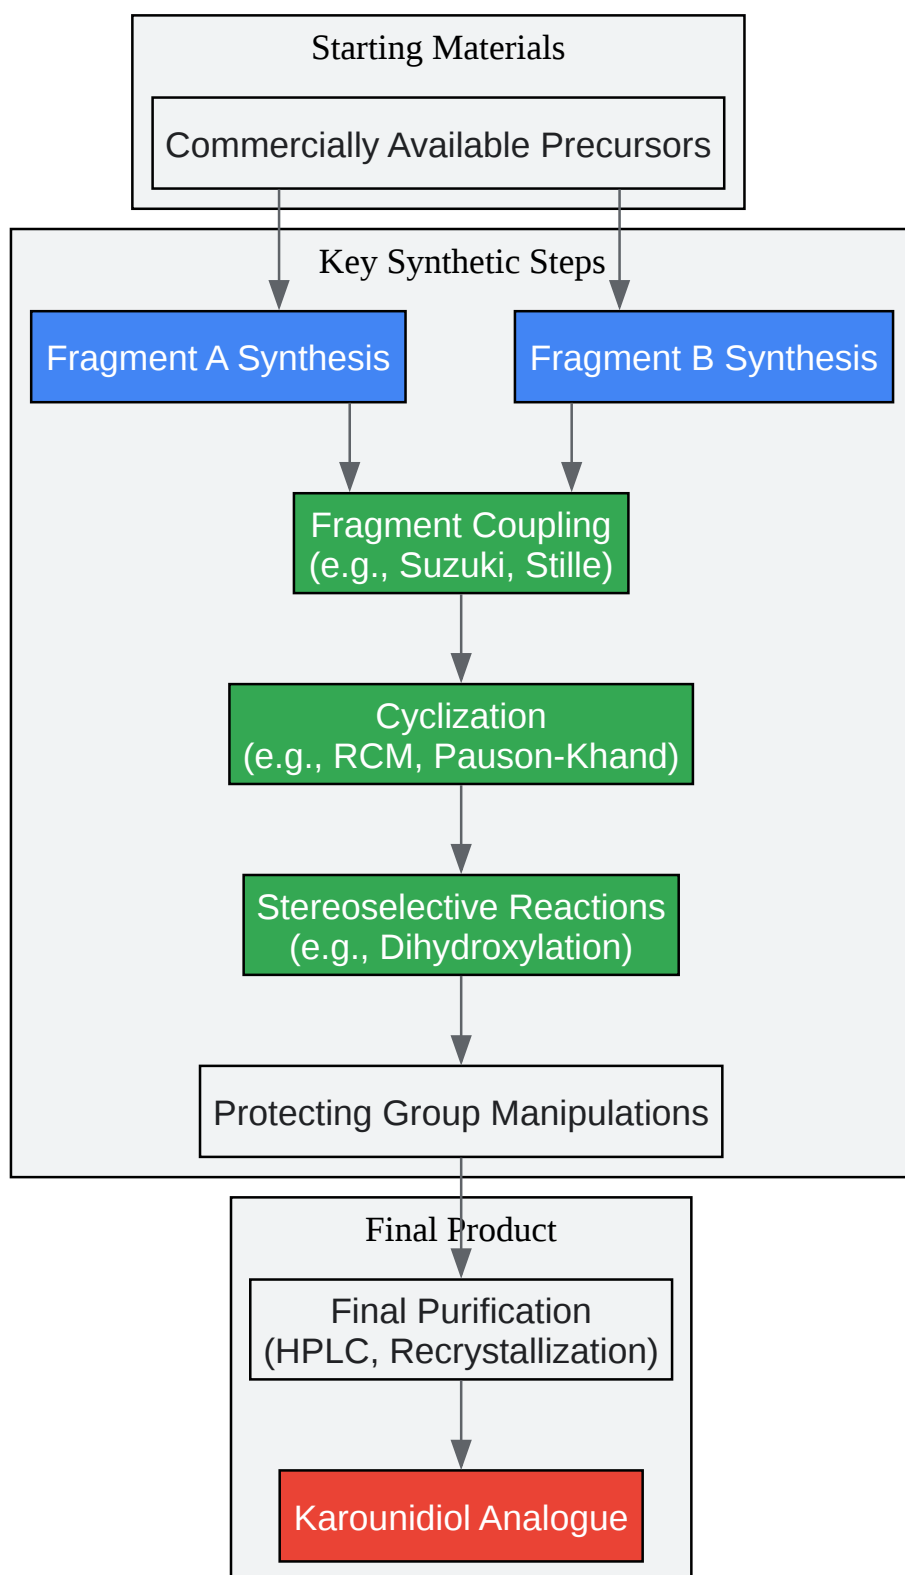 Starting Materials
Commercially Available Precursors
Key Synthetic Steps
Fragment A Synthesis
Fragment B Synthesis
Fragment Coupling
(e.g., Suzuki, Stille)
Cyclization
(e.g., RCM, Pauson-Khand)
Stereoselective Reactions
(e.g., Dihydroxylation)
Protecting Group Manipulations
Final Product
Final Purification
(HPLC, Recrystallization)
Karounidiol Analogue